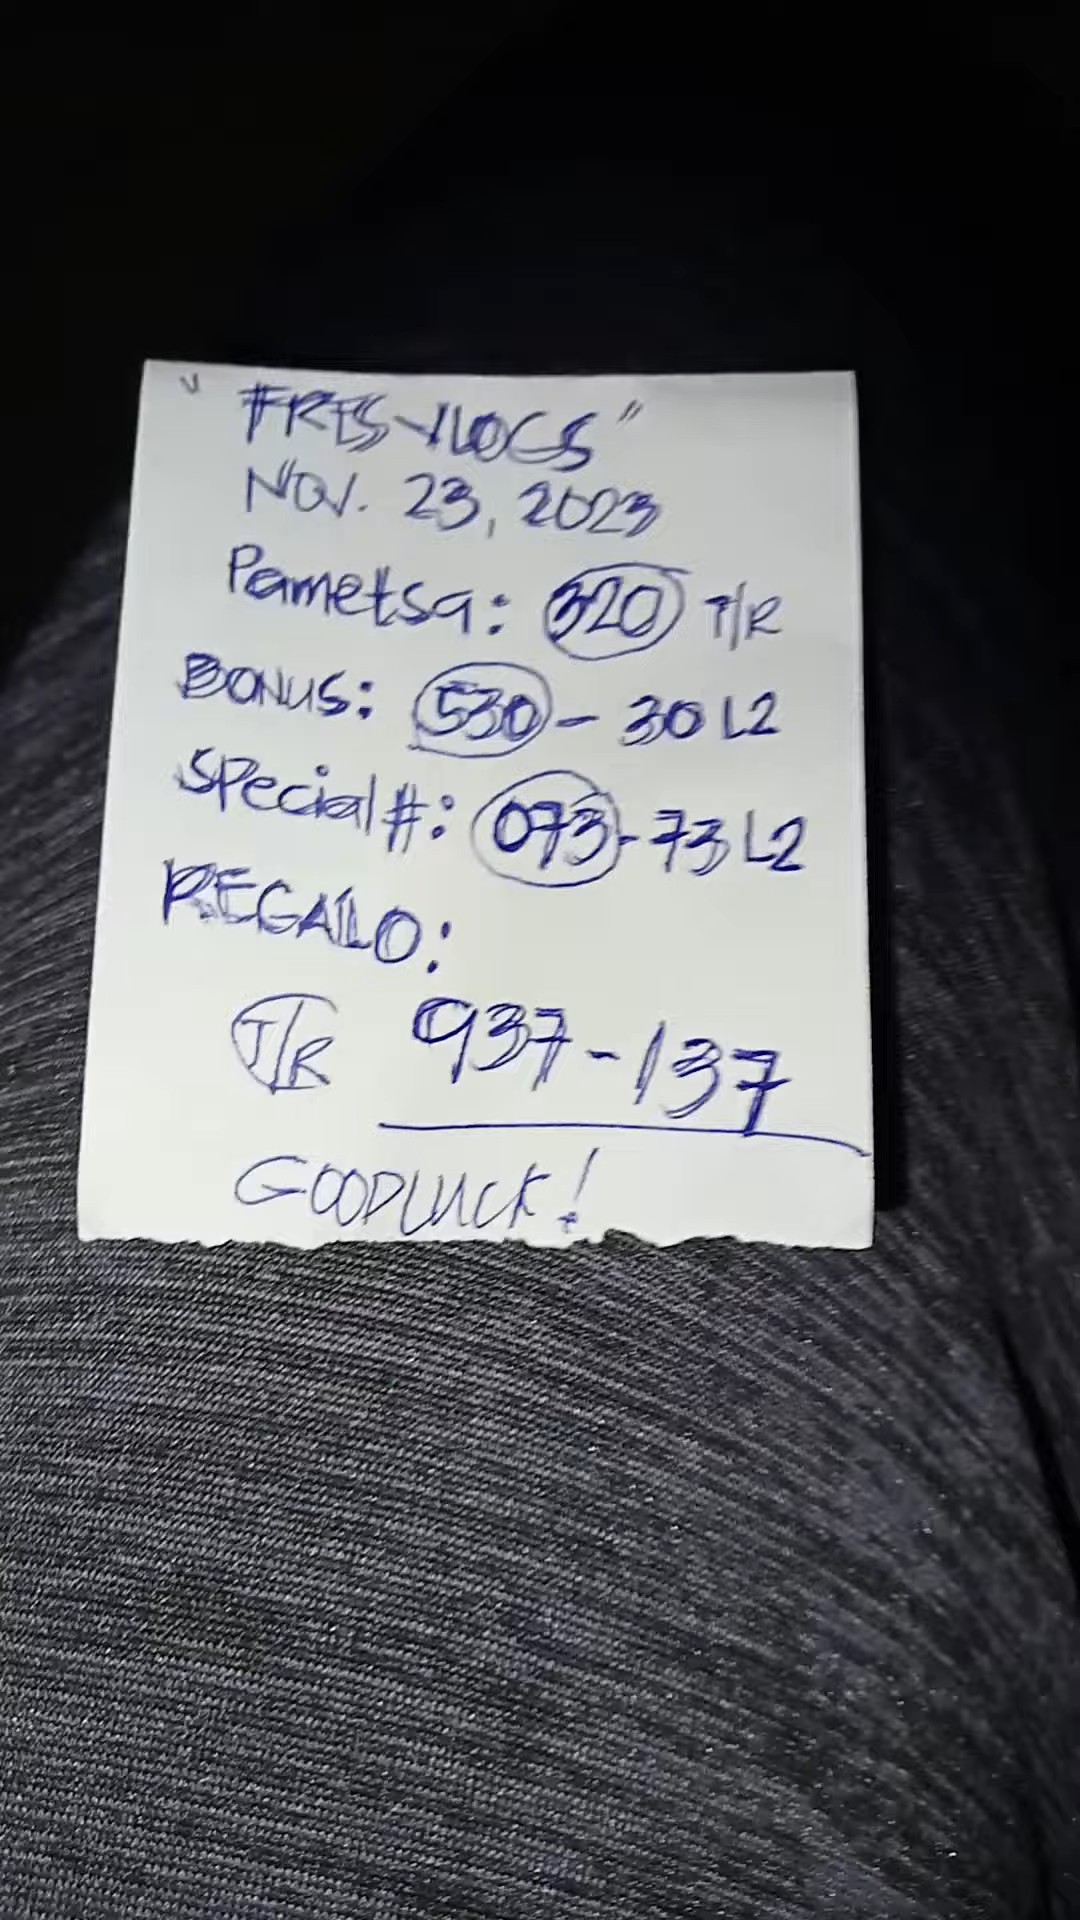 "FRES VLOGS"
NOV. 23, 2023
Pametsa: 320 T/R
BONUS: 530 - 30 L2
Special #: 073 - 73 L2
REGALO:
T/R 937 - 137
GOODLUCK!